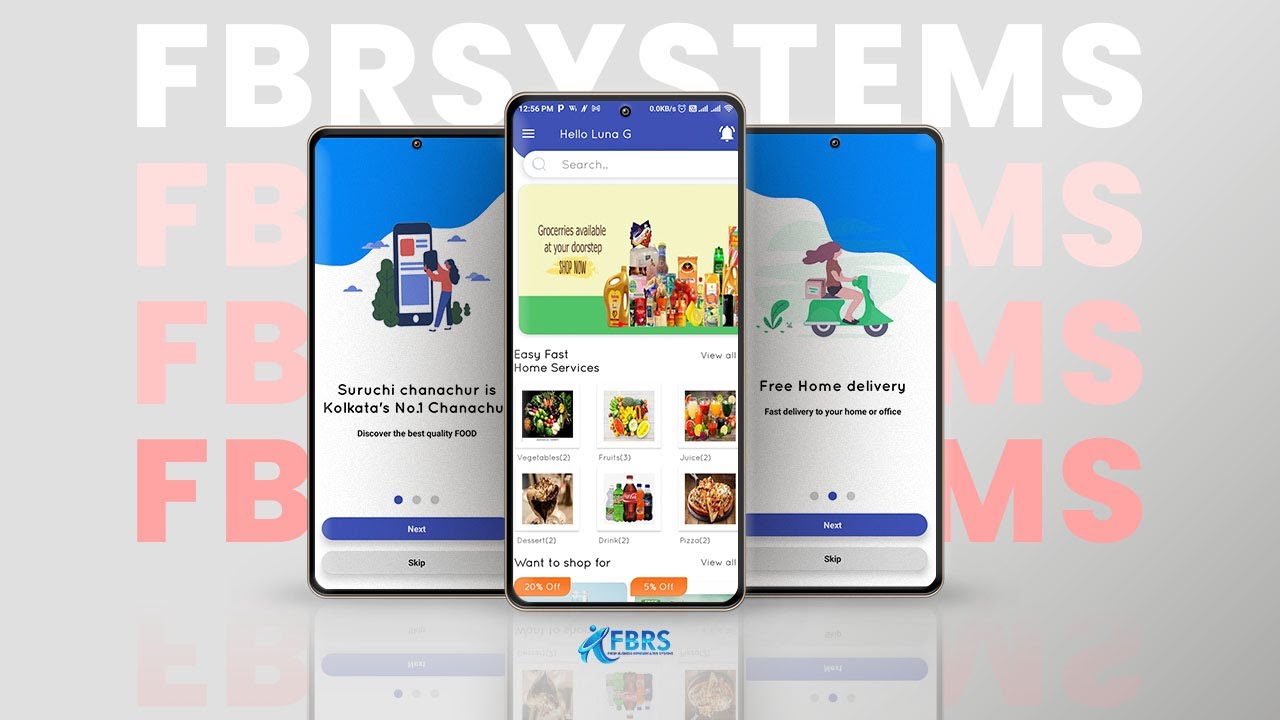 FBRSYSTEMS
FB MS
FB MS
FB MS
Suruchi chanachur is
Kolkata's No.1 Chanachu
Discover the best quality FOOD
Next
Skip
12:56 PM
0.0KB/s
Hello Luna G
Search..
Groceries available
at your doorstep
SHOP NOW
Easy Fast
Home Services
View all
Vegetables(2)
Fruits(3)
Juice(2)
Dessert(2)
Drink(2)
Pizza(2)
Want to shop for
View all
20% Off
5% Off
Free Home delivery
Fast delivery to your home or office
Next
Skip
FBRS